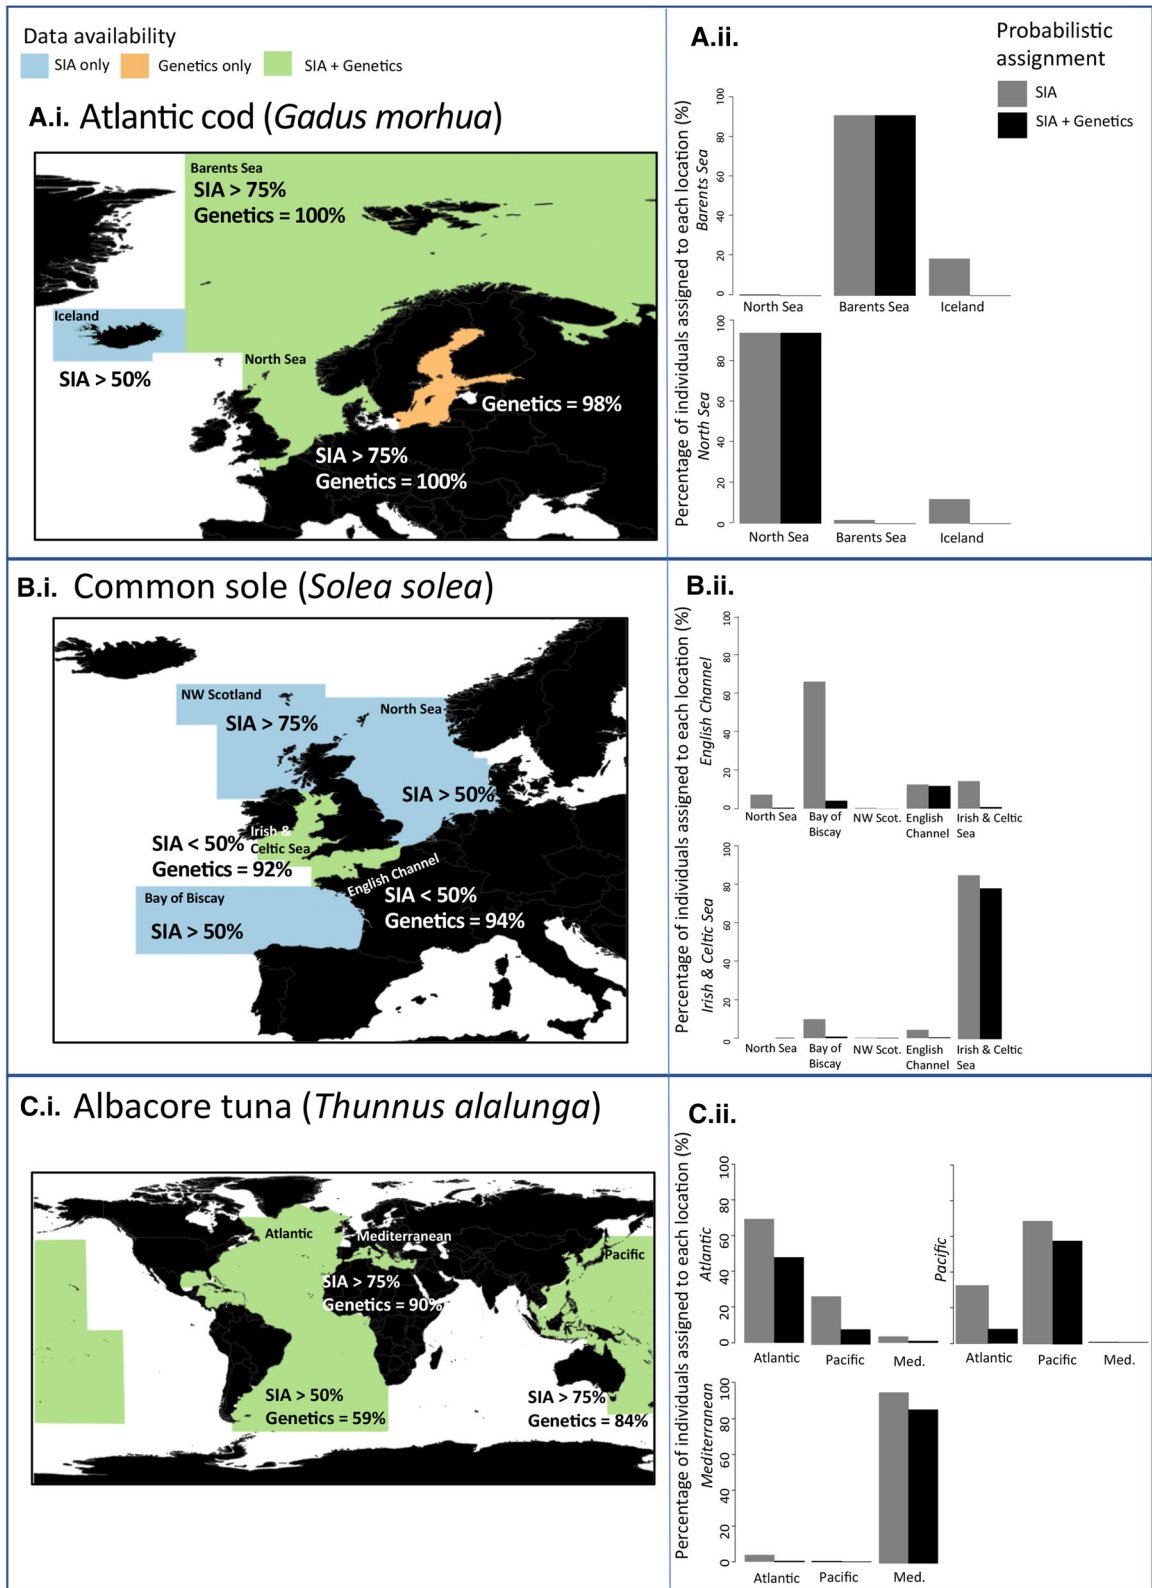 Data availability
SIA only Genetics only SIA + Genetics
A.i. Atlantic cod (Gadus morhua)
Barents Sea
SIA > 75%
Genetics = 100%
Iceland
SIA > 50%
North Sea
Genetics = 98%
SIA > 75%
Genetics = 100%
A.ii.
Probabilistic
assignment
SIA
SIA + Genetics
Percentage of individuals assigned to each location (%)
Barents Sea
100
80
60
40
20
0
North Sea Barents Sea Iceland
North Sea
100
80
60
40
20
0
North Sea Barents Sea Iceland
B.i. Common sole (Solea solea)
NW Scotland
SIA > 75%
North Sea
SIA > 50%
Irish &
Celtic Sea
SIA < 50%
Genetics = 92%
English Channel
SIA < 50%
Genetics = 94%
Bay of Biscay
SIA > 50%
B.ii.
Percentage of individuals assigned to each location (%)
English Channel
100
80
60
40
20
0
North Sea Bay of NW Scot. English Irish & Celtic
Biscay Channel Sea
Irish & Celtic Sea
100
80
60
40
20
0
North Sea Bay of NW Scot. English Irish & Celtic
Biscay Channel Sea
C.i. Albacore tuna (Thunnus alalunga)
Atlantic
Mediterranean
Pacific
SIA > 75%
Genetics = 90%
SIA > 50%
Genetics = 59%
SIA > 75%
Genetics = 84%
C.ii.
Percentage of individuals assigned to each location (%)
Atlantic
100
80
60
40
20
0
Atlantic Pacific Med.
Pacific
Atlantic Pacific Med.
Mediterranean
100
80
60
40
20
0
Atlantic Pacific Med.